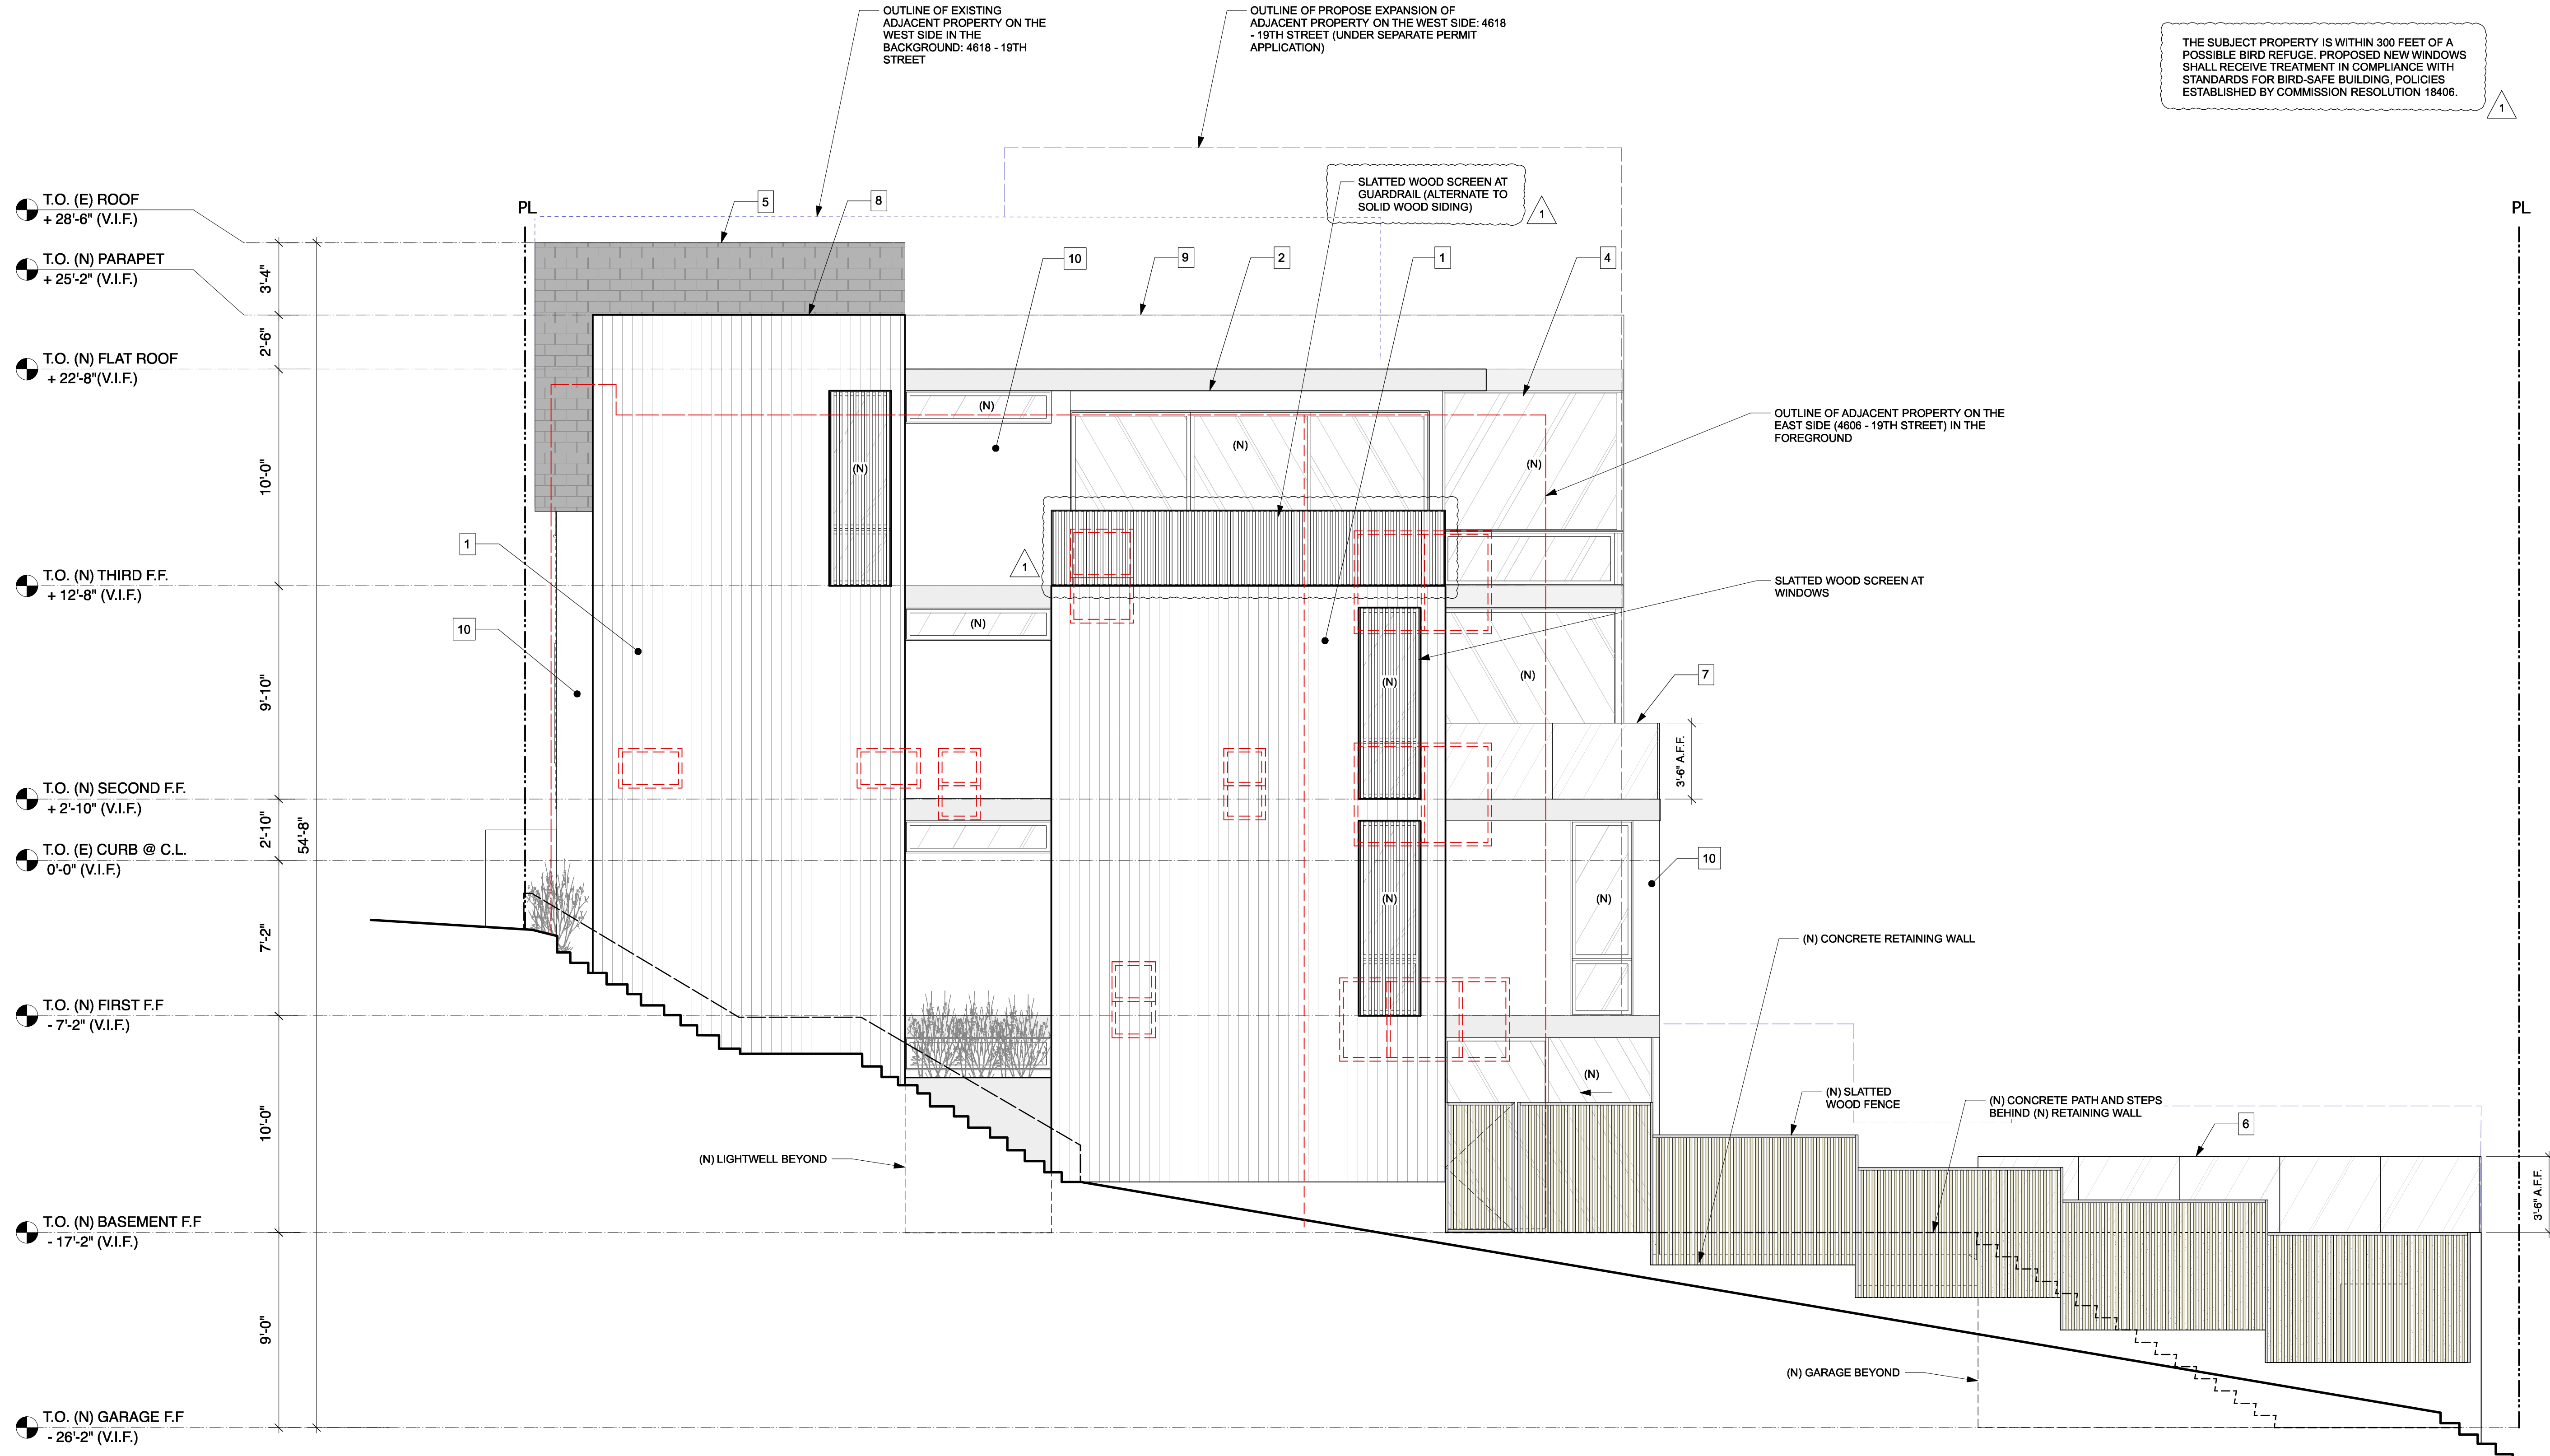 OUTLINE OF EXISTING
ADJACENT PROPERTY ON THE
WEST SIDE IN THE
BACKGROUND: 4618 - 19TH
STREET
OUTLINE OF PROPOSE EXPANSION OF
ADJACENT PROPERTY ON THE WEST SIDE: 4618
- 19TH STREET (UNDER SEPARATE PERMIT
APPLICATION)
THE SUBJECT PROPERTY IS WITHIN 300 FEET OF A
POSSIBLE BIRD REFUGE. PROPOSED NEW WINDOWS
SHALL RECEIVE TREATMENT IN COMPLIANCE WITH
STANDARDS FOR BIRD-SAFE BUILDING, POLICIES
ESTABLISHED BY COMMISSION RESOLUTION 18406.
1
SLATTED WOOD SCREEN AT
GUARDRAIL (ALTERNATE TO
SOLID WOOD SIDING)
1
T.O. (E) ROOF
+ 28'-6" (V.I.F.)
PL
5
8
PL
T.O. (N) PARAPET
+ 25'-2" (V.I.F.)
3'-4"
10
9
2
1
4
2'-6"
T.O. (N) FLAT ROOF
+ 22'-8"(V.I.F.)
(N)
OUTLINE OF ADJACENT PROPERTY ON THE
EAST SIDE (4606 - 19TH STREET) IN THE
FOREGROUND
10'-0"
(N)
(N)
(N)
1
1
T.O. (N) THIRD F.F.
+ 12'-8" (V.I.F.)
SLATTED WOOD SCREEN AT
WINDOWS
10
(N)
9'-10"
(N)
(N)
7
3'-6" A.F.F.
T.O. (N) SECOND F.F.
+ 2'-10" (V.I.F.)
2'-10"
54'-8"
T.O. (E) CURB @ C.L.
0'-0" (V.I.F.)
10
(N)
(N)
7'-2"
(N) CONCRETE RETAINING WALL
T.O. (N) FIRST F.F
- 7'-2" (V.I.F.)
(N)
10'-0"
(N) SLATTED
WOOD FENCE
(N) CONCRETE PATH AND STEPS
BEHIND (N) RETAINING WALL
6
(N) LIGHTWELL BEYOND
3'-6" A.F.F.
T.O. (N) BASEMENT F.F
- 17'-2" (V.I.F.)
9'-0"
(N) GARAGE BEYOND
T.O. (N) GARAGE F.F
- 26'-2" (V.I.F.)